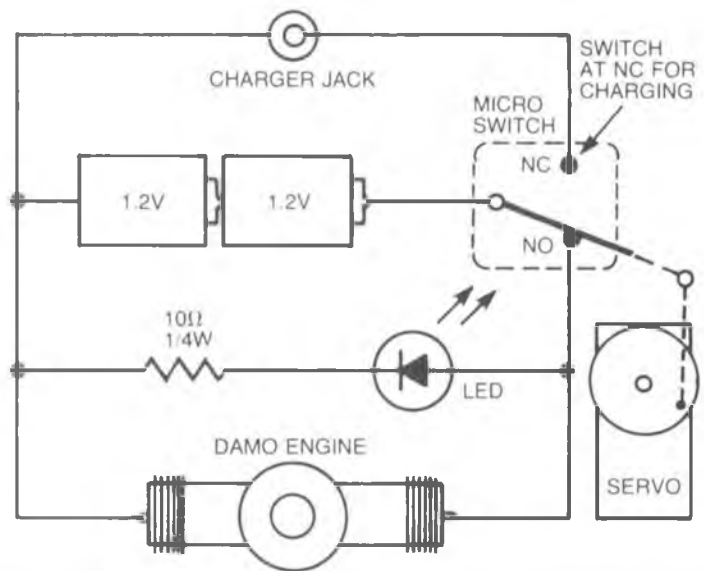 CHARGER JACK
SWITCH
AT NC FOR
CHARGING
MICRO
SWITCH
NC
1.2V
1.2V
NO
10Ω
1/4W
LED
DAMO ENGINE
SERVO